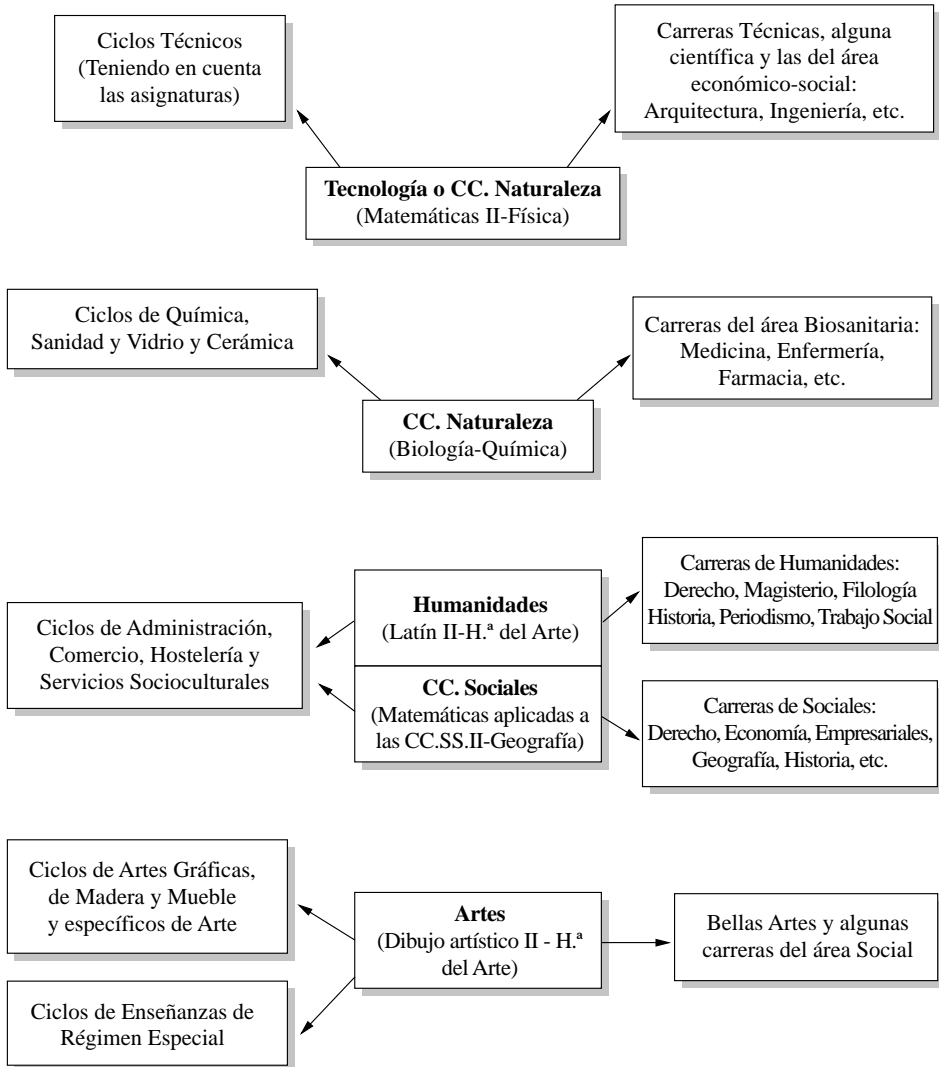 Ciclos Técnicos
(Teniendo en cuenta
las asignaturas)
Carreras Técnicas, alguna
científica y las del área
económico-social:
Arquitectura, Ingeniería, etc.
Tecnología o CC. Naturaleza
(Matemáticas II-Física)
Ciclos de Química,
Sanidad y Vidrio y Cerámica
Carreras del área Biosanitaria:
Medicina, Enfermería,
Farmacia, etc.
CC. Naturaleza
(Biología-Química)
Ciclos de Administración,
Comercio, Hostelería y
Servicios Socioculturales
Humanidades
(Latín II-H.ª del Arte)
CC. Sociales
(Matemáticas aplicadas a
las CC.SS.II-Geografía)
Carreras de Humanidades:
Derecho, Magisterio, Filología
Historia, Periodismo, Trabajo Social
Carreras de Sociales:
Derecho, Economía, Empresariales,
Geografía, Historia, etc.
Ciclos de Artes Gráficas,
de Madera y Mueble
y específicos de Arte
Ciclos de Enseñanzas de
Régimen Especial
Artes
(Dibujo artístico II - H.ª
del Arte)
Bellas Artes y algunas
carreras del área Social